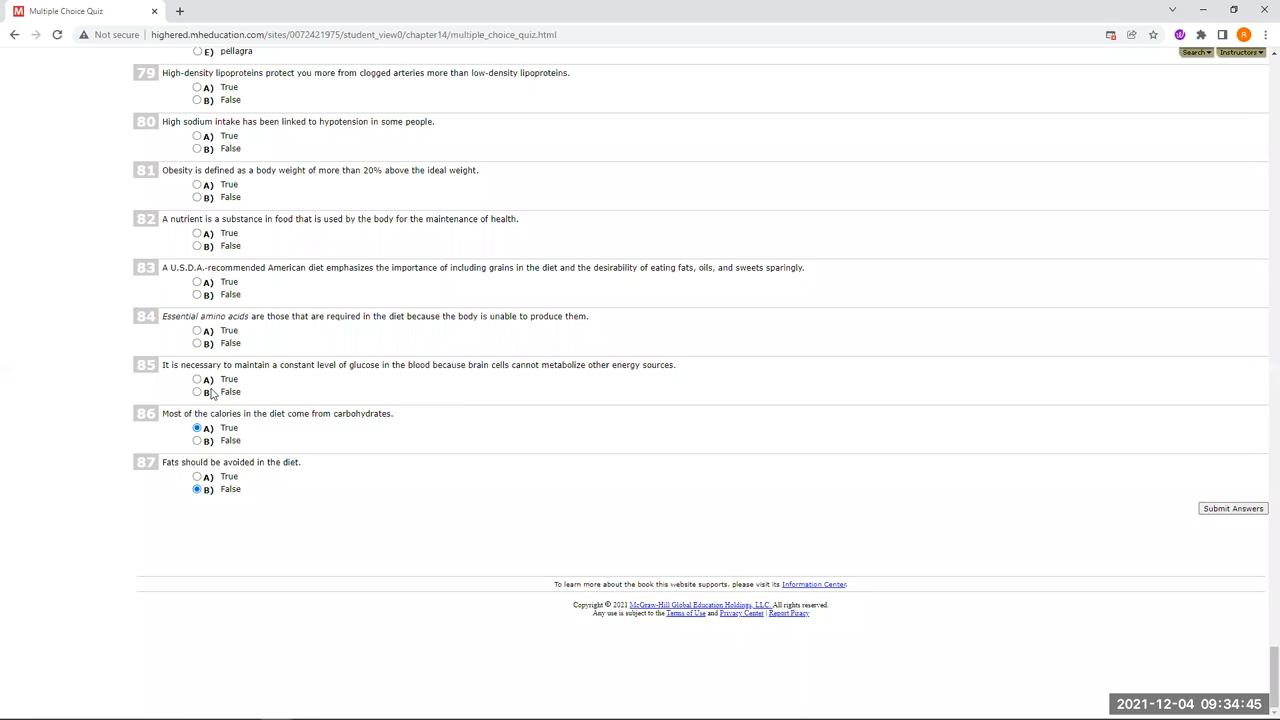 Multiple Choice Quiz
Not secure | highered.mheducation.com/sites/0072421975/student_view0/chapter14/multiple_choice_quiz.html
R
E) pellagra
Search Instructors
79 High-density lipoproteins protect you more from clogged arteries more than low-density lipoproteins.
A) True
B) False
80 High sodium intake has been linked to hypotension in some people.
A) True
B) False
81 Obesity is defined as a body weight of more than 20% above the ideal weight.
A) True
B) False
82 A nutrient is a substance in food that is used by the body for the maintenance of health.
A) True
B) False
83 A U.S.D.A.-recommended American diet emphasizes the importance of including grains in the diet and the desirability of eating fats, oils, and sweets sparingly.
A) True
B) False
84 Essential amino acids are those that are required in the diet because the body is unable to produce them.
A) True
B) False
85 It is necessary to maintain a constant level of glucose in the blood because brain cells cannot metabolize other energy sources.
A) True
B) False
86 Most of the calories in the diet come from carbohydrates.
A) True
B) False
87 Fats should be avoided in the diet.
A) True
B) False
Submit Answers
To learn more about the book this website supports, please visit its Information Center.
Copyright © 2021 McGraw-Hill Global Education Holdings, LLC. All rights reserved.
Any use is subject to the Terms of Use and Privacy Center | Report Piracy
2021-12-04 09:34:45